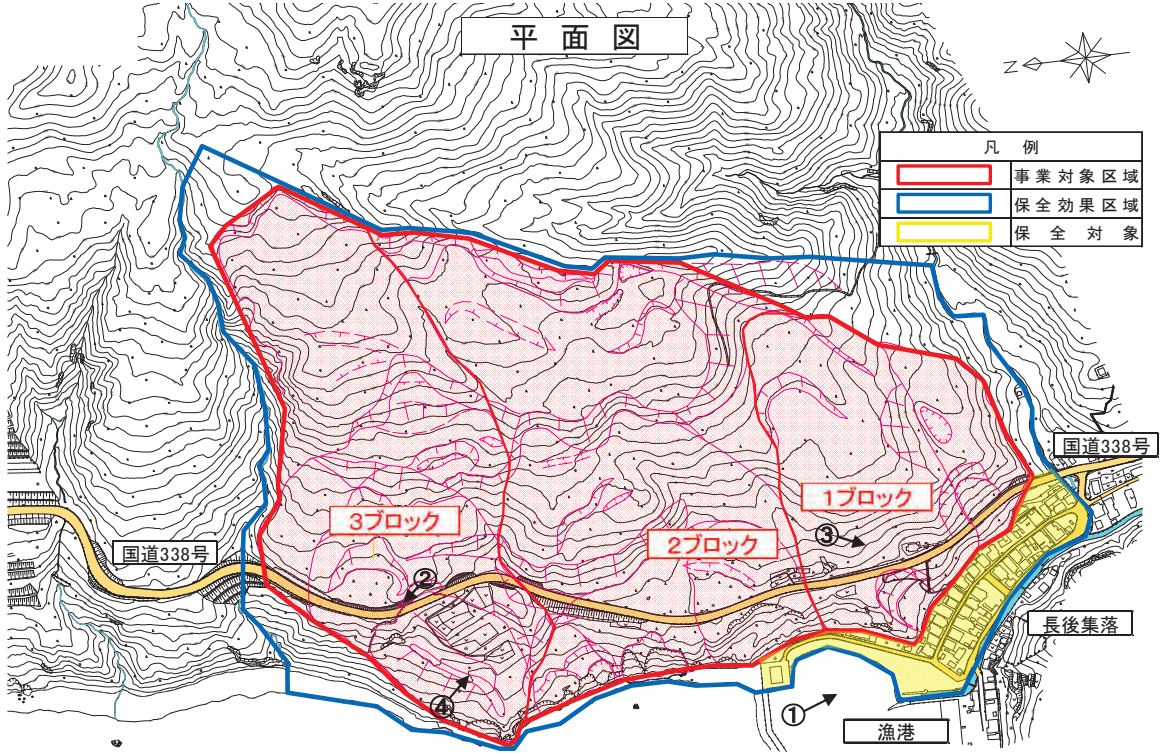 平面図
Z
凡例
事業対象区域
保全効果区域
保全対象
国道338号
1ブロック
3ブロック
2ブロック
③
国道338号
②
長後集落
④
①
漁港